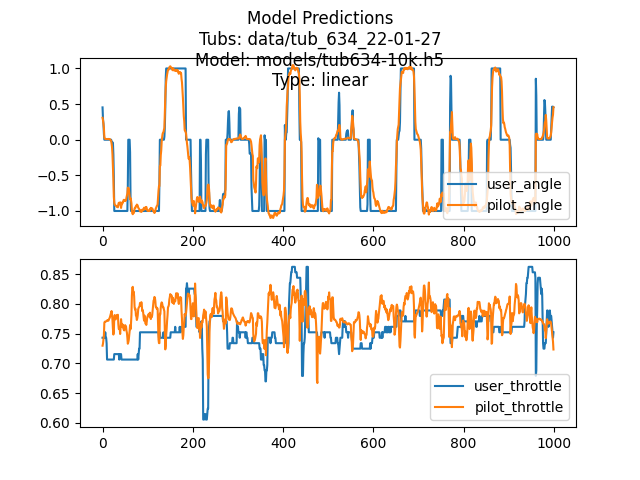 Model Predictions
Tubs: data/tub_634_22-01-27
Model: models/tub634-10k.h5
Type: linear
1.0
0.5
0.0
−0.5
−1.0
user_angle
pilot_angle
0 200 400 600 800 1000
0.85
0.80
0.75
0.70
0.65
0.60
user_throttle
pilot_throttle
0 200 400 600 800 1000